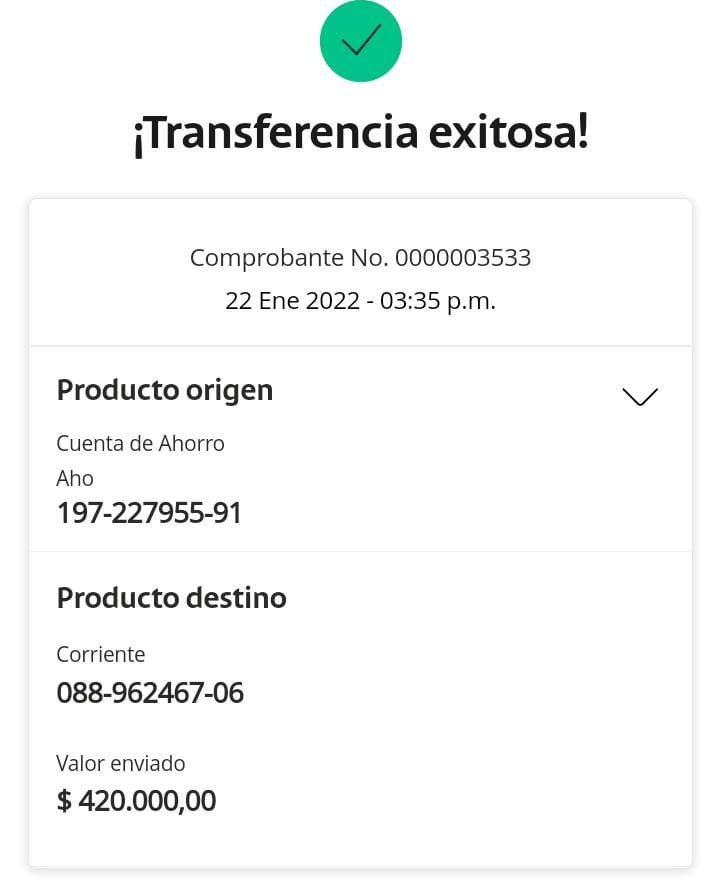 ¡Transferencia exitosa!
Comprobante No. 0000003533
22 Ene 2022 - 03:35 p.m.
Producto origen
Cuenta de Ahorro
Aho
197-227955-91
Producto destino
Corriente
088-962467-06
Valor enviado
$ 420.000,00